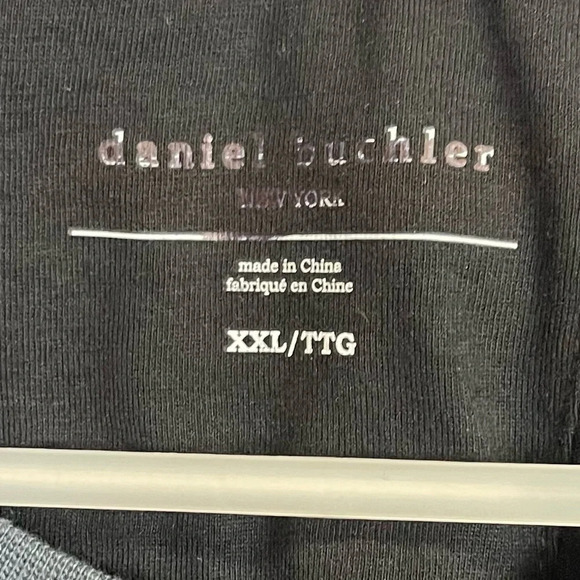 daniel buchler
NEW YORK
made in China
fabriqué en Chine
XXL/TTG